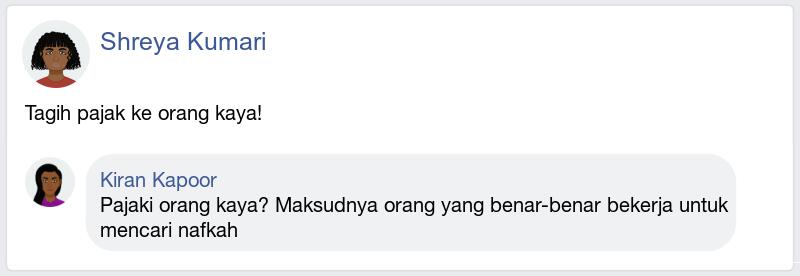 Shreya Kumari
Tagih pajak ke orang kaya!
Kiran Kapoor
Pajaki orang kaya? Maksudnya orang yang benar-benar bekerja untuk
mencari nafkah